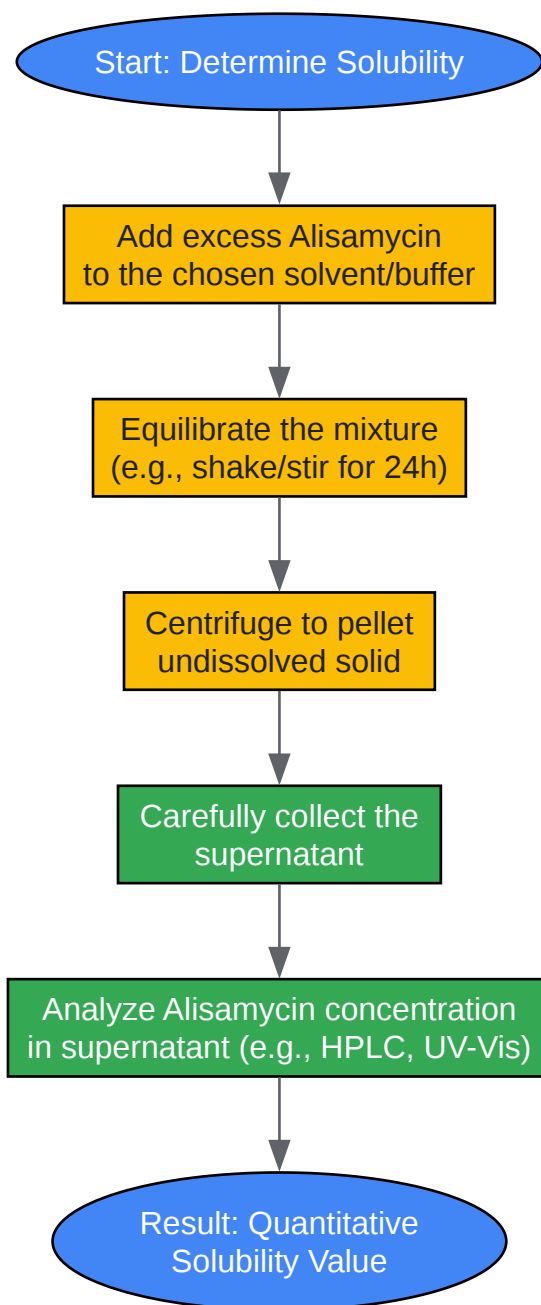 Start: Determine Solubility
Add excess Alisamycin
to the chosen solvent/buffer
Equilibrate the mixture
(e.g., shake/stir for 24h)
Centrifuge to pellet
undissolved solid
Carefully collect the
supernatant
Analyze Alisamycin concentration
in supernatant (e.g., HPLC, UV-Vis)
Result: Quantitative
Solubility Value